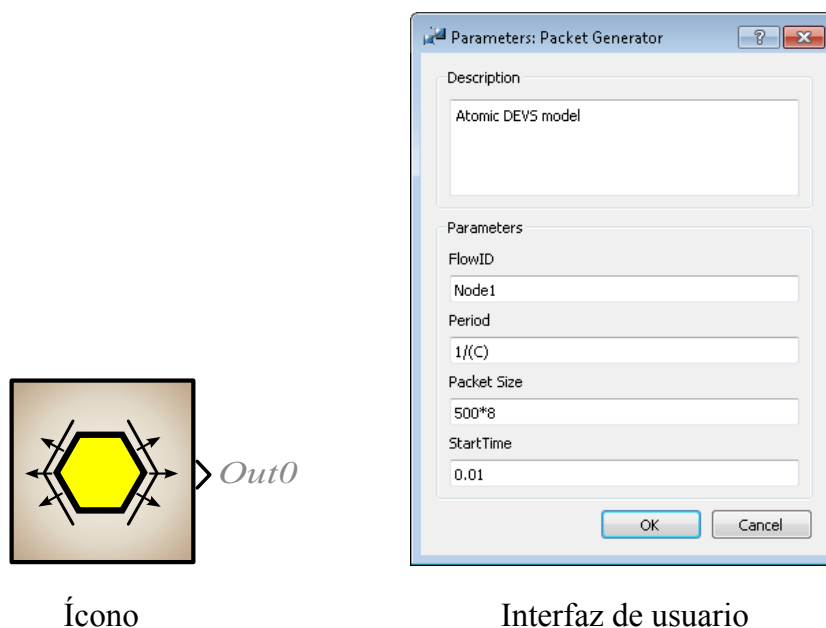 Parameters: Packet Generator
Description
Atomic DEVS model
Parameters
FlowID
Node1
Period
1/(C)
Packet Size
500*8
StartTime
0.01
OK Cancel
Out0
Ícono Interfaz de usuario